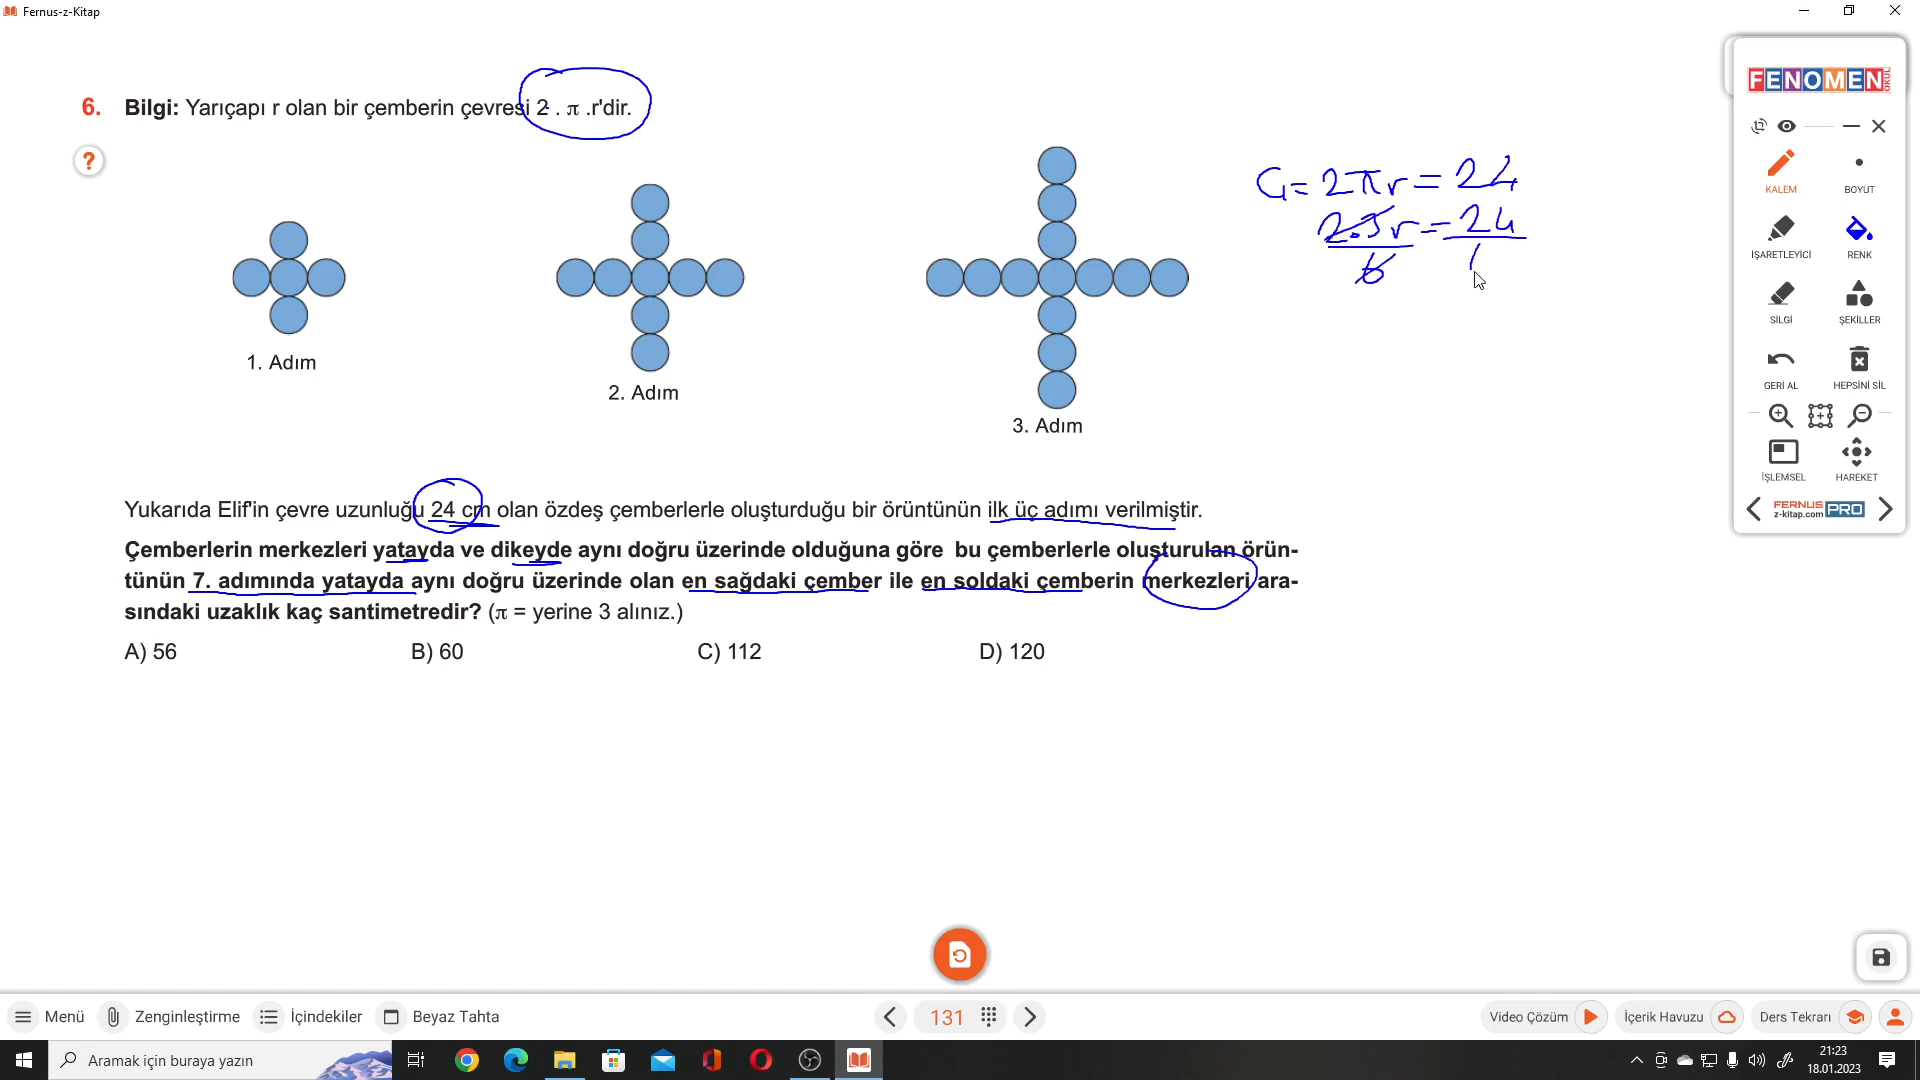 Fernus-z-Kitap
6. Bilgi: Yarıçapı r olan bir çemberin çevresi 2 . π .r'dir.
?
1. Adım
2. Adım
3. Adım
Ç = 2πr = 24
2.3r = 24
6
Yukarıda Elif'in çevre uzunluğu 24 cm olan özdeş çemberlerle oluşturduğu bir örüntünün ilk üç adımı verilmiştir.
Çemberlerin merkezleri yatayda ve dikeyde aynı doğru üzerinde olduğuna göre bu çemberlerle oluşturulan örün-
tünün 7. adımında yatayda aynı doğru üzerinde olan en sağdaki çember ile en soldaki çemberin merkezleri ara-
sındaki uzaklık kaç santimetredir? (π = yerine 3 alınız.)
A) 56 B) 60 C) 112 D) 120
FENOMEN OKUL
KALEM BOYUT
İŞARETLEYİCİ RENK
SİLGİ ŞEKİLLER
GERİ AL HEPSİNİ SİL
İŞLEMSEL HAREKET
FERNUS z-kitap.com PRO
Menü Zenginleştirme İçindekiler Beyaz Tahta 131 Video Çözüm İçerik Havuzu Ders Tekrarı
Aramak için buraya yazın
21:23
18.01.2023